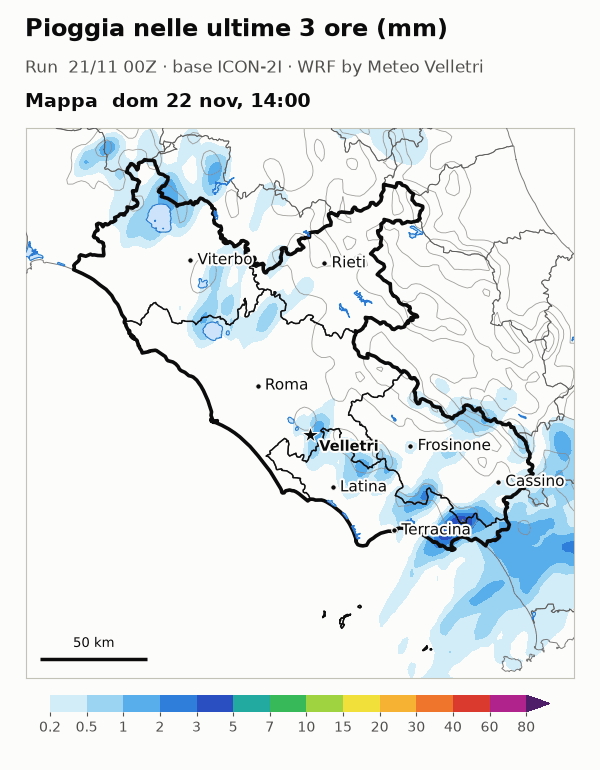 Pioggia nelle ultime 3 ore (mm)
Run  21/11 00Z · base ICON-2I · WRF by Meteo Velletri
Mappa  dom 22 nov, 14:00
Viterbo
Rieti
Roma
Velletri
Frosinone
Latina
Cassino
Terracina
50 km
0.2 0.5 1 2 3 5 7 10 15 20 30 40 60 80